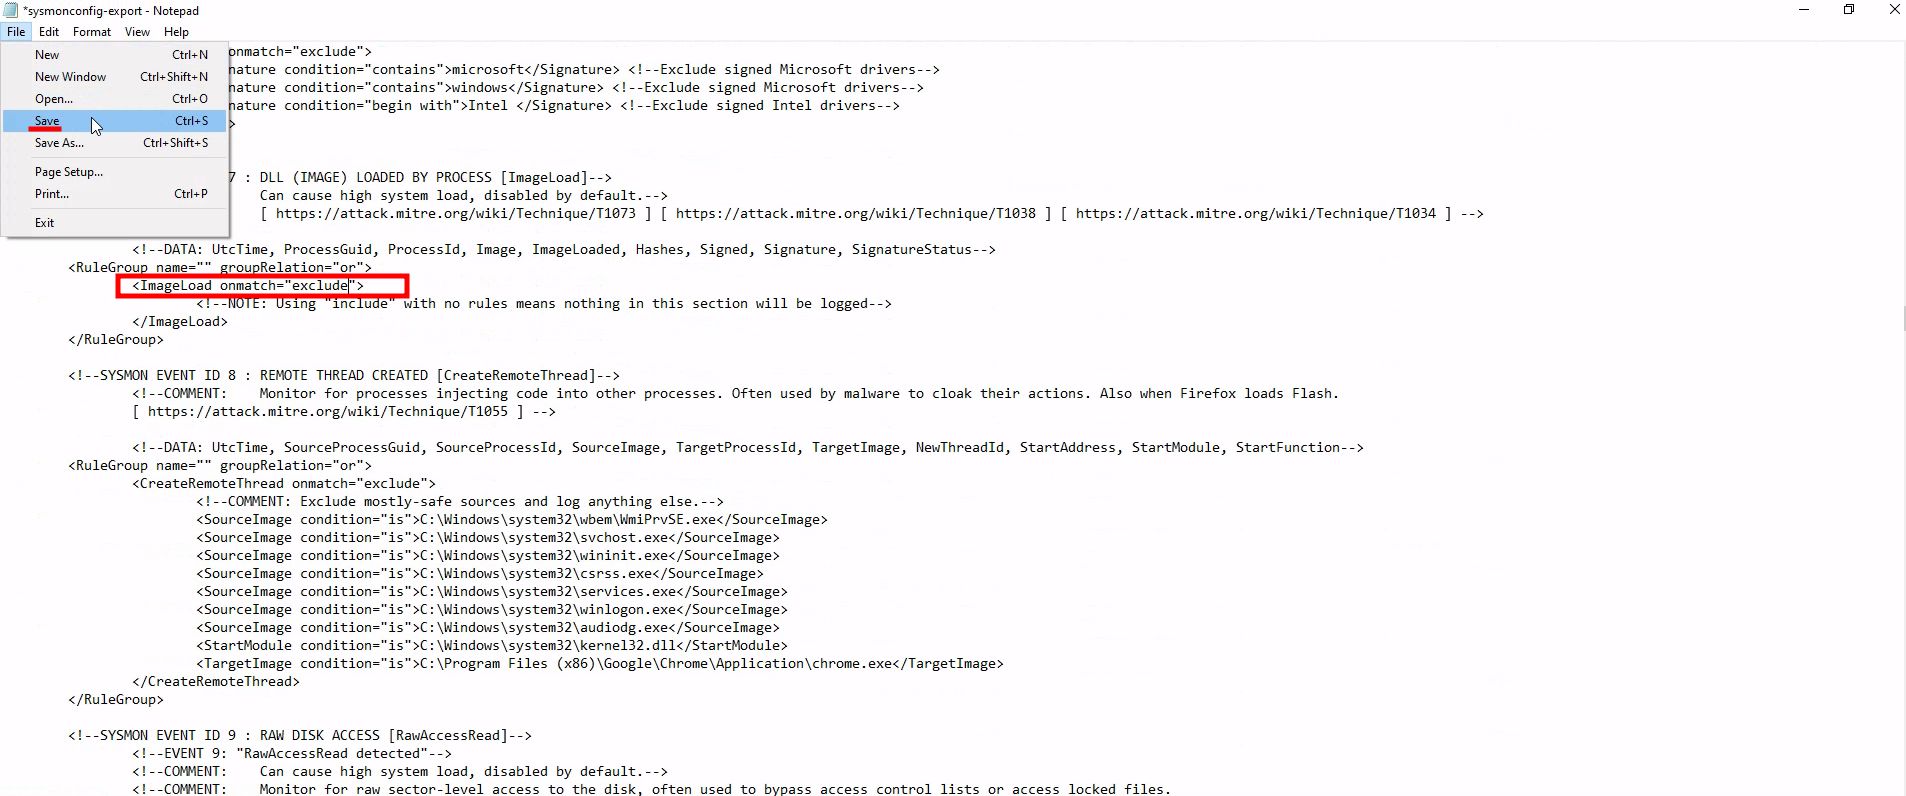 *sysmonconfig-export - Notepad
File Edit Format View Help
New Ctrl+N
New Window Ctrl+Shift+N
Open... Ctrl+O
Save Ctrl+S
Save As... Ctrl+Shift+S
Page Setup...
Print... Ctrl+P
Exit
onmatch="exclude">
nature condition="contains">microsoft</Signature> <!--Exclude signed Microsoft drivers-->
nature condition="contains">windows</Signature> <!--Exclude signed Microsoft drivers-->
nature condition="begin with">Intel </Signature> <!--Exclude signed Intel drivers-->
>
7 : DLL (IMAGE) LOADED BY PROCESS [ImageLoad]-->
Can cause high system load, disabled by default.-->
[ https://attack.mitre.org/wiki/Technique/T1073 ] [ https://attack.mitre.org/wiki/Technique/T1038 ] [ https://attack.mitre.org/wiki/Technique/T1034 ] -->
<!--DATA: UtcTime, ProcessGuid, ProcessId, Image, ImageLoaded, Hashes, Signed, Signature, SignatureStatus-->
<RuleGroup name="" groupRelation="or">
<ImageLoad onmatch="exclude">
<!--NOTE: Using "include" with no rules means nothing in this section will be logged-->
</ImageLoad>
</RuleGroup>
<!--SYSMON EVENT ID 8 : REMOTE THREAD CREATED [CreateRemoteThread]-->
<!--COMMENT: Monitor for processes injecting code into other processes. Often used by malware to cloak their actions. Also when Firefox loads Flash.
[ https://attack.mitre.org/wiki/Technique/T1055 ] -->
<!--DATA: UtcTime, SourceProcessGuid, SourceProcessId, SourceImage, TargetProcessId, TargetImage, NewThreadId, StartAddress, StartModule, StartFunction-->
<RuleGroup name="" groupRelation="or">
<CreateRemoteThread onmatch="exclude">
<!--COMMENT: Exclude mostly-safe sources and log anything else.-->
<SourceImage condition="is">C:\Windows\system32\wbem\WmiPrvSE.exe</SourceImage>
<SourceImage condition="is">C:\Windows\system32\svchost.exe</SourceImage>
<SourceImage condition="is">C:\Windows\system32\wininit.exe</SourceImage>
<SourceImage condition="is">C:\Windows\system32\csrss.exe</SourceImage>
<SourceImage condition="is">C:\Windows\system32\services.exe</SourceImage>
<SourceImage condition="is">C:\Windows\system32\winlogon.exe</SourceImage>
<SourceImage condition="is">C:\Windows\system32\audiodg.exe</SourceImage>
<StartModule condition="is">C:\Windows\system32\kernel32.dll</StartModule>
<TargetImage condition="is">C:\Program Files (x86)\Google\Chrome\Application\chrome.exe</TargetImage>
</CreateRemoteThread>
</RuleGroup>
<!--SYSMON EVENT ID 9 : RAW DISK ACCESS [RawAccessRead]-->
<!--EVENT 9: "RawAccessRead detected"-->
<!--COMMENT: Can cause high system load, disabled by default.-->
<!--COMMENT: Monitor for raw sector-level access to the disk, often used to bypass access control lists or access locked files.